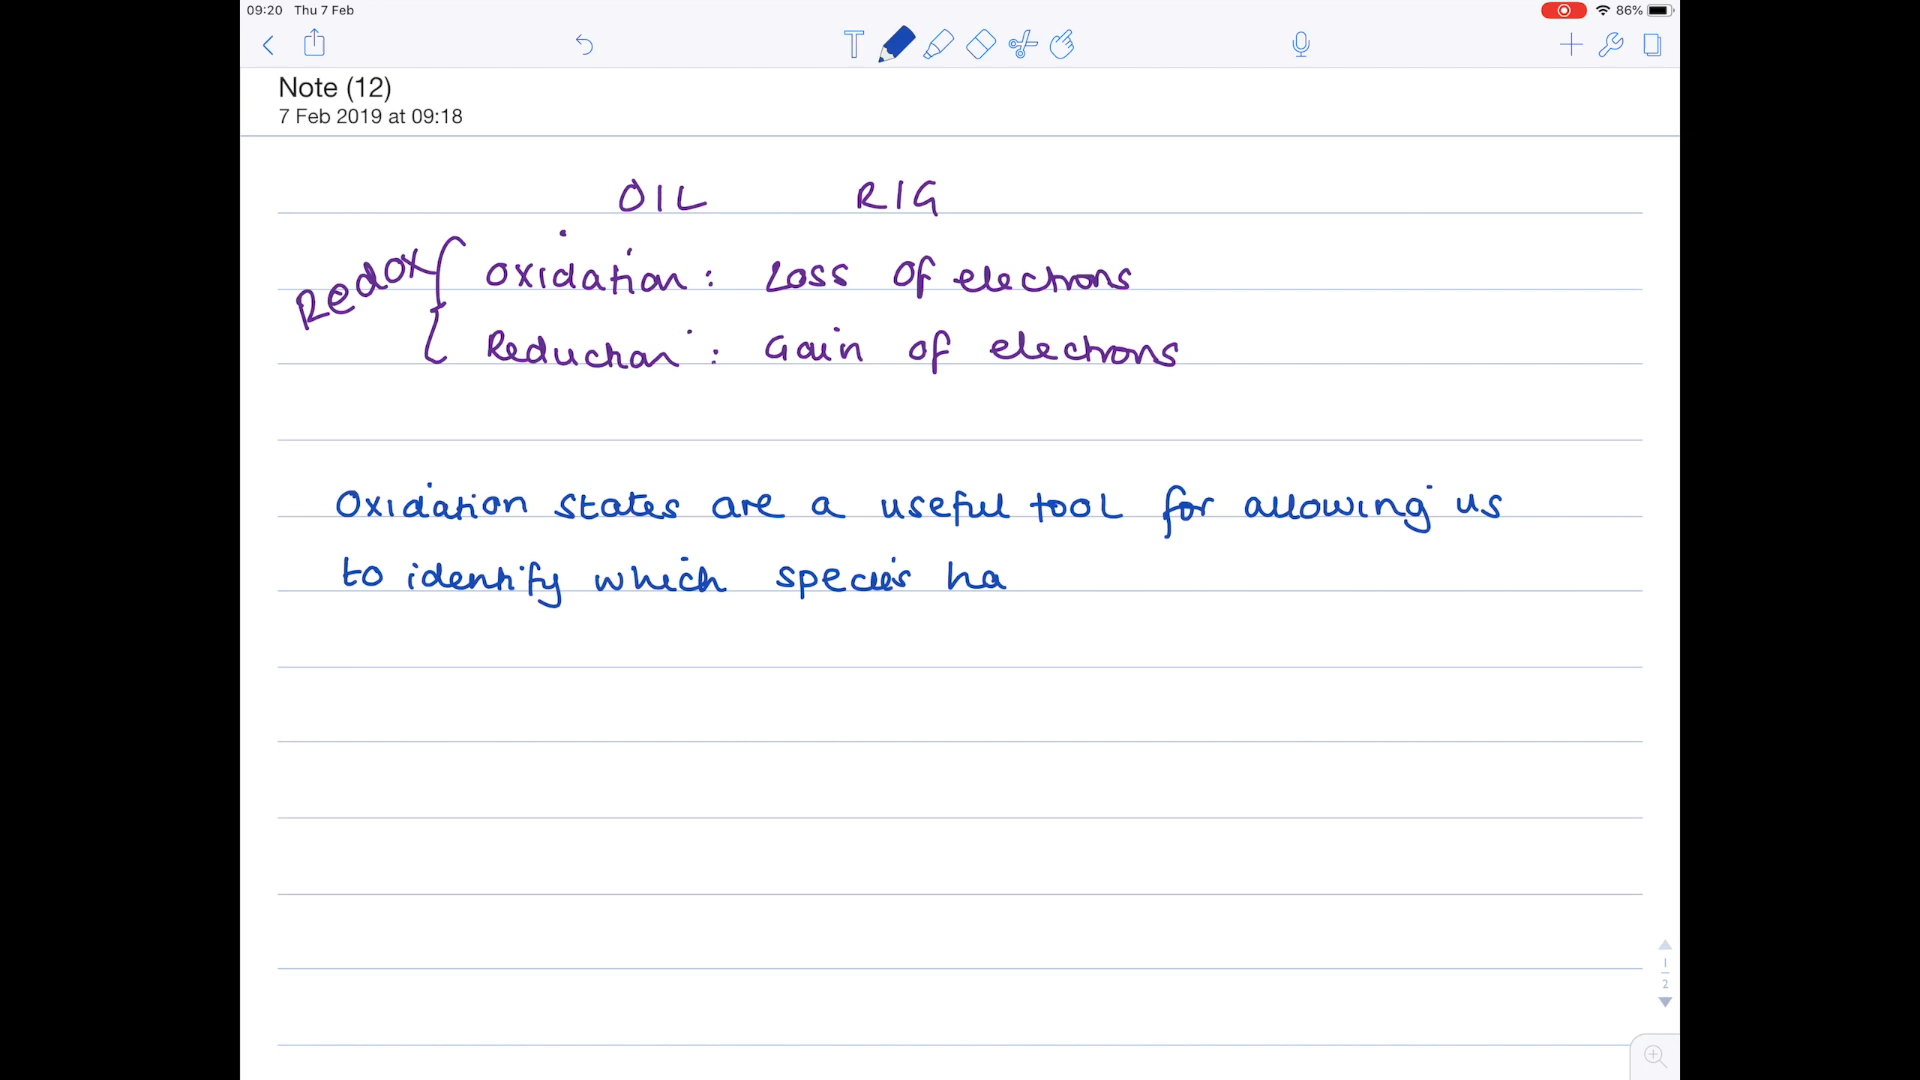 09:20 Thu 7 Feb
86%
T
Note (12)
7 Feb 2019 at 09:18
OIL RIG
Redox
Oxidation: Loss of electrons
Reduction: Gain of electrons
Oxidation states are a useful tool for allowing us
to identify which species ha
1
2